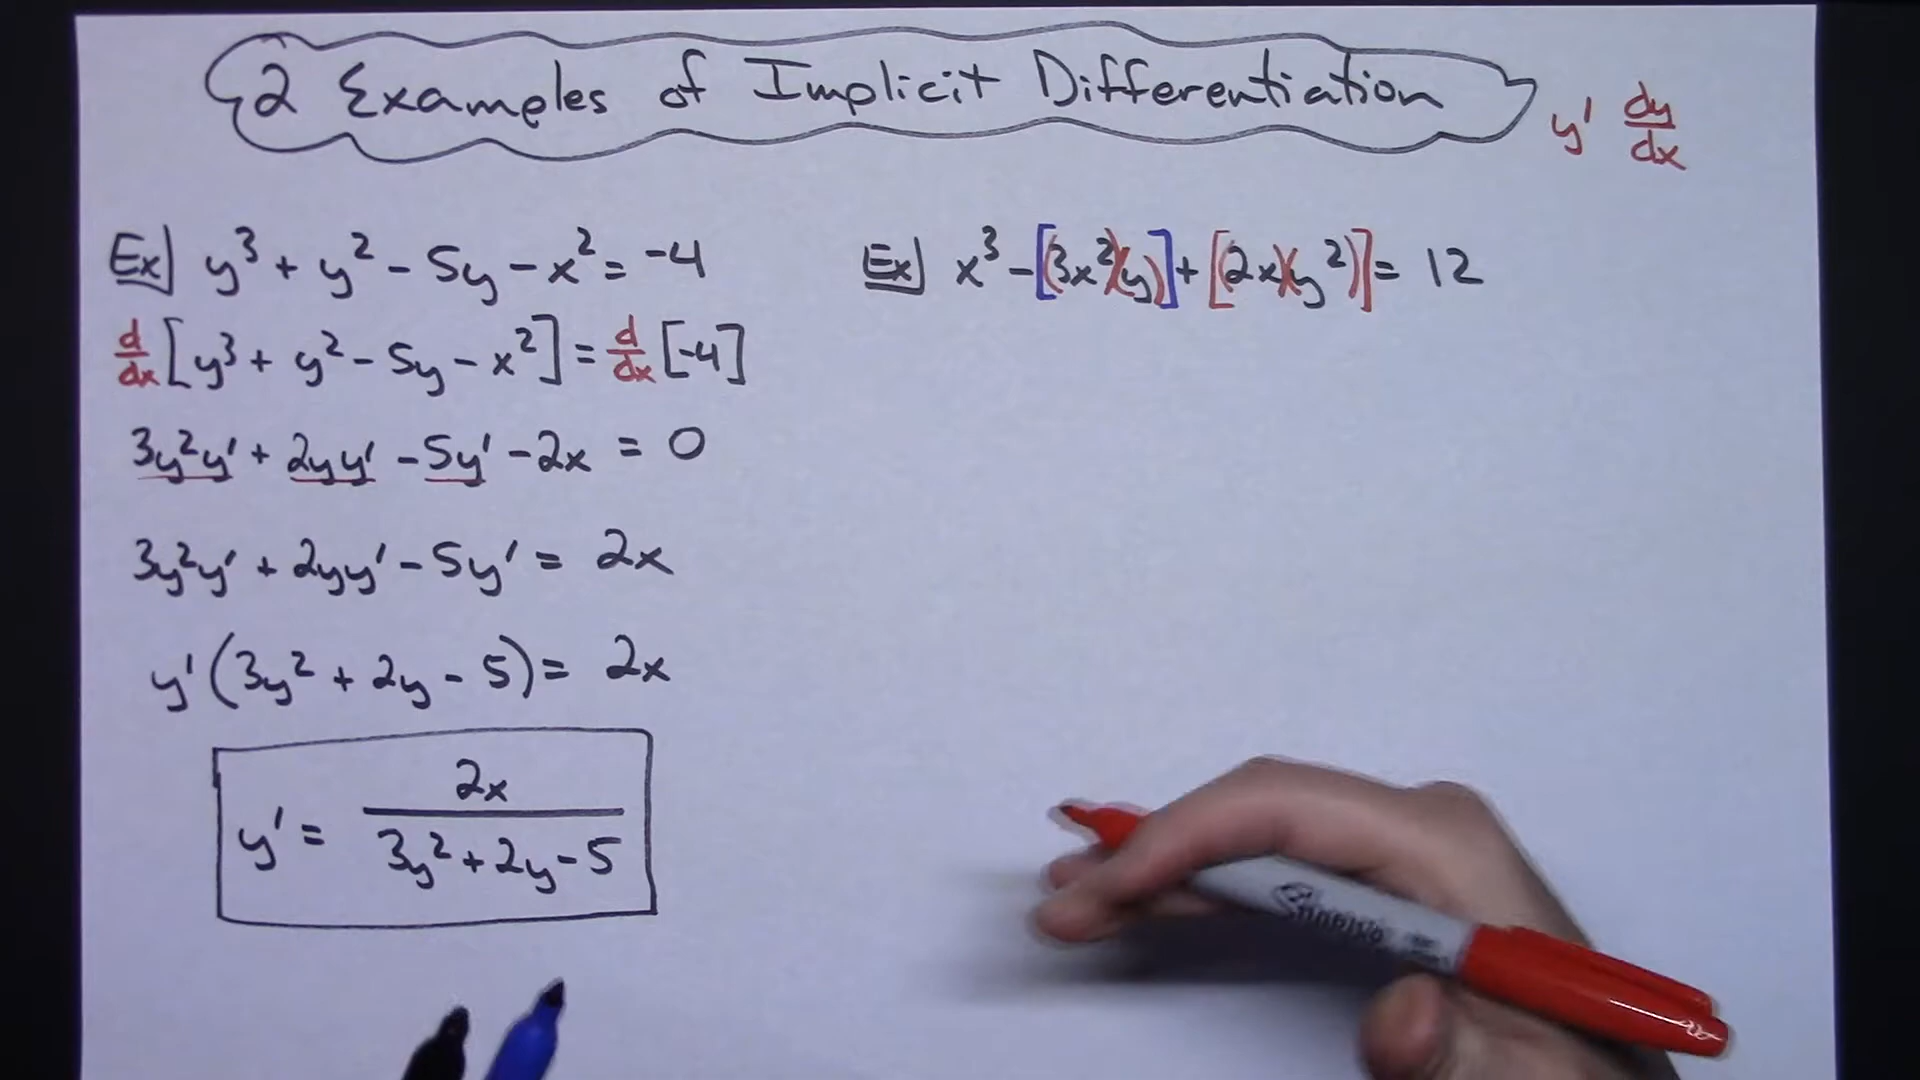 2 Examples of Implicit Differentiation
y' dy/dx
Ex] y³ + y² - 5y - x² = -4
d/dx [y³ + y² - 5y - x²] = d/dx [-4]
3y²y' + 2yy' - 5y' - 2x = 0
3y²y' + 2yy' - 5y' = 2x
y'(3y² + 2y - 5) = 2x
y' = 2x / 3y² + 2y - 5
Ex] x³ - [(3x²)(y)] + [(2x)(y²)] = 12
Sharpie